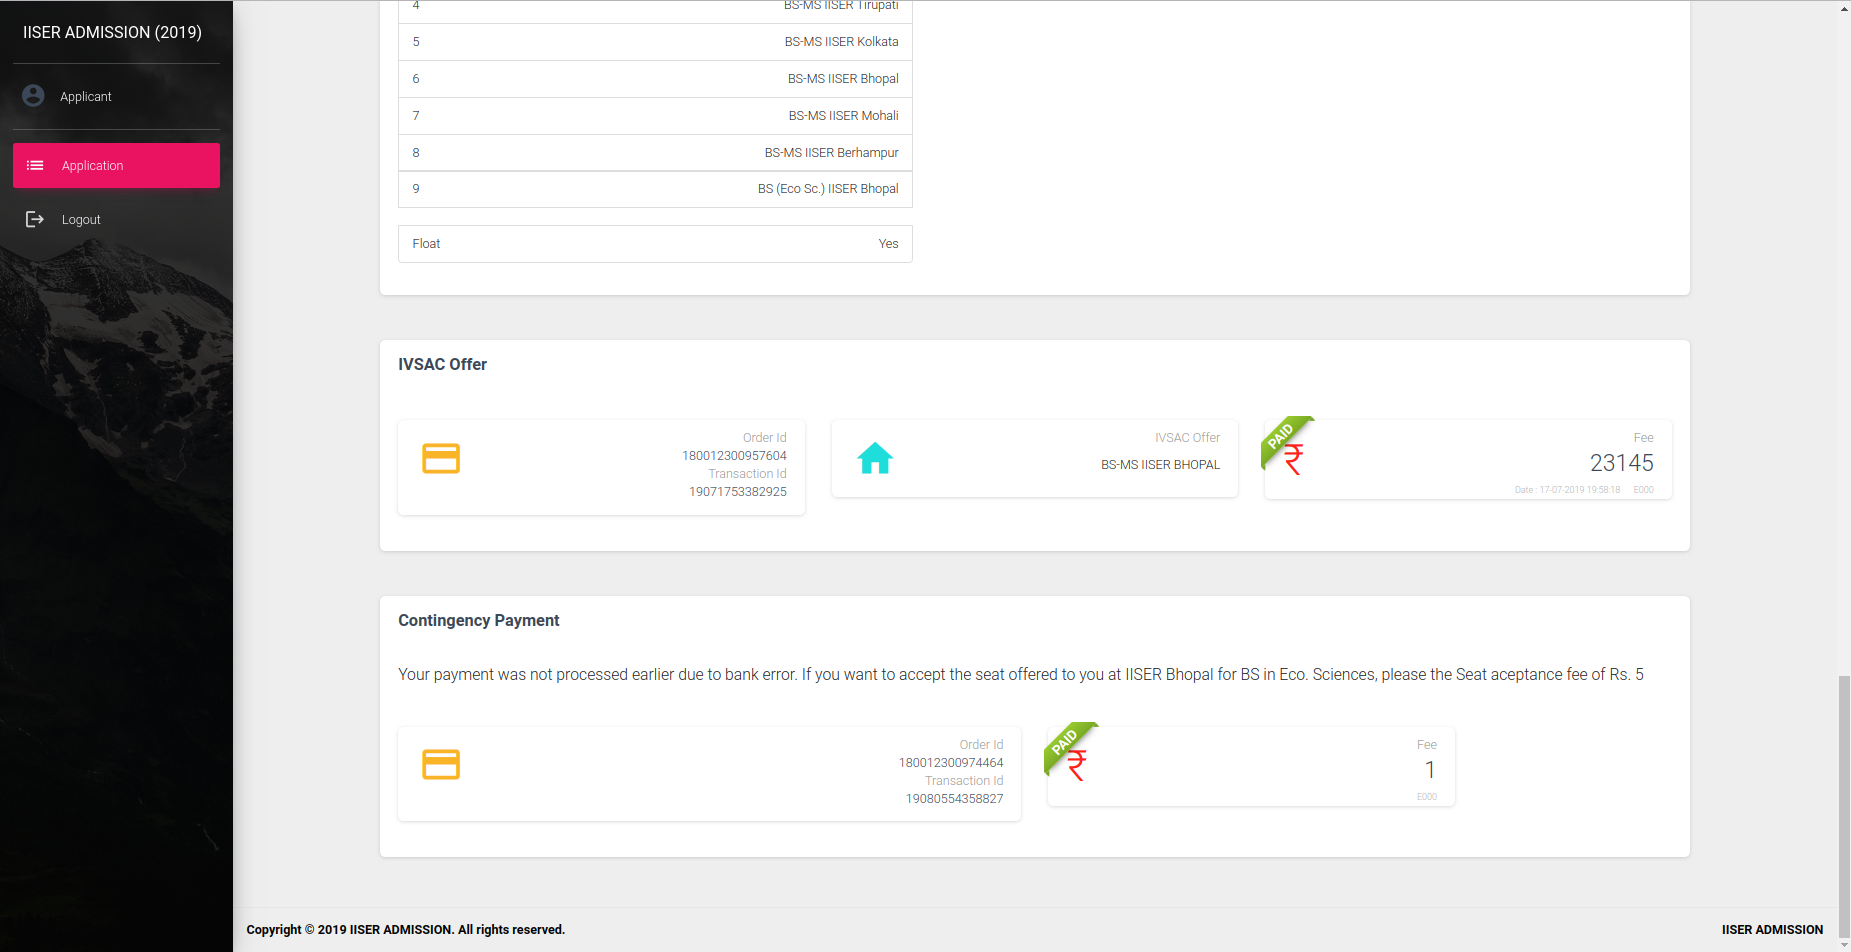 IISER ADMISSION (2019)
Applicant
Application
Logout
4 BS-MS IISER Tirupati
5 BS-MS IISER Kolkata
6 BS-MS IISER Bhopal
7 BS-MS IISER Mohali
8 BS-MS IISER Berhampur
9 BS (Eco Sc.) IISER Bhopal
Float Yes
IVSAC Offer
Order Id
180012300957604
Transaction Id
19071753382925
IVSAC Offer
BS-MS IISER BHOPAL
PAID
Fee
23145
Date : 17-07-2019 19:58:18 E000
Contingency Payment
Your payment was not processed earlier due to bank error. If you want to accept the seat offered to you at IISER Bhopal for BS in Eco. Sciences, please the Seat aceptance fee of Rs. 5
Order Id
180012300974464
Transaction Id
19080554358827
PAID
Fee
1
E000
Copyright © 2019 IISER ADMISSION. All rights reserved.
IISER ADMISSION